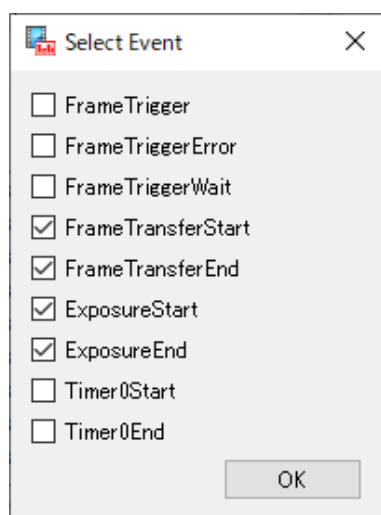 Select Event
FrameTrigger
FrameTriggerError
FrameTriggerWait
FrameTransferStart
FrameTransferEnd
ExposureStart
ExposureEnd
Timer0Start
Timer0End
OK